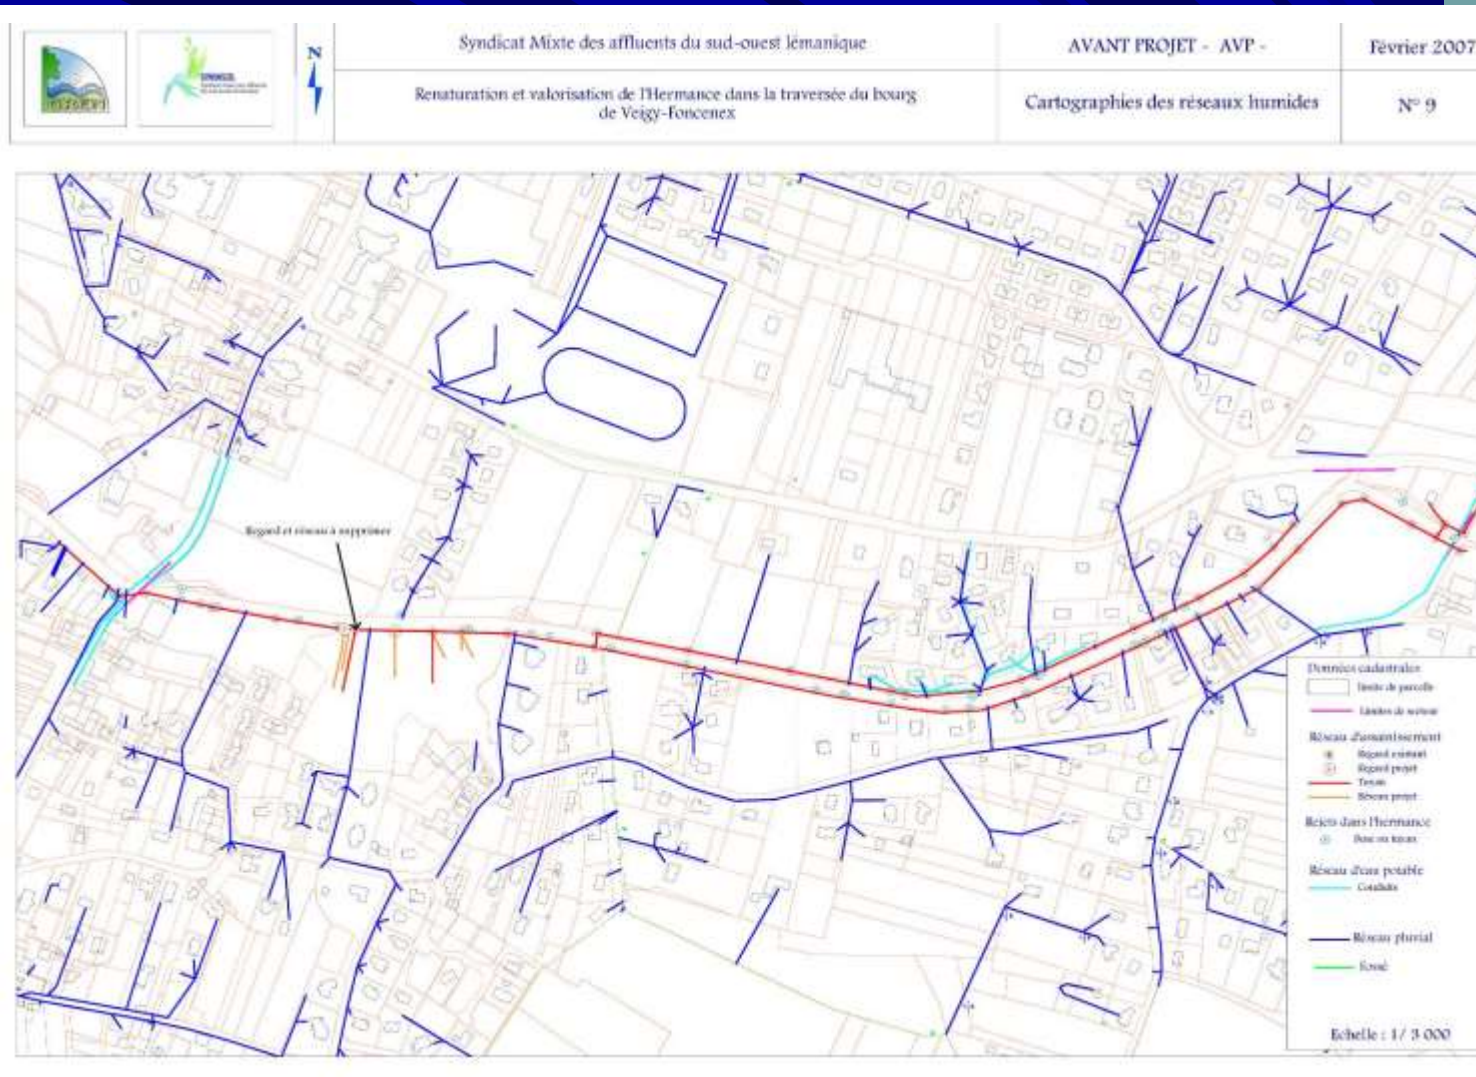 Syndicat Mixte des affluents du sud-ouest lémanique
AVANT PROJET - AVP -
Février 2007
Renaturation et valorisation de l'Hermance dans la traversée du bourg
de Veigy-Foncenex
Cartographies des réseaux humides
N° 9
N
Regard et réseau à supprimer
Données cadastrales
limite de parcelle
Limites de secteur
Réseau d'assainissement
Regard existant
Regard projet
Réseau projet
Rejets dans l'hermance
Réseau d'eau potable
Conduite
Réseau pluvial
Fossé
Echelle : 1/ 3 000